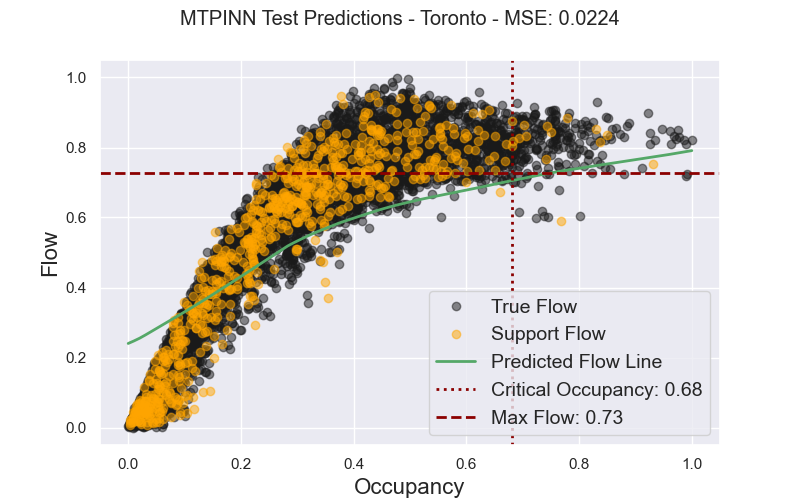 MTPINN Test Predictions - Toronto - MSE: 0.0224
1.0
0.8
0.6
0.4
0.2
0.0
Flow
True Flow
Support Flow
Predicted Flow Line
Critical Occupancy: 0.68
Max Flow: 0.73
0.0 0.2 0.4 0.6 0.8 1.0
Occupancy